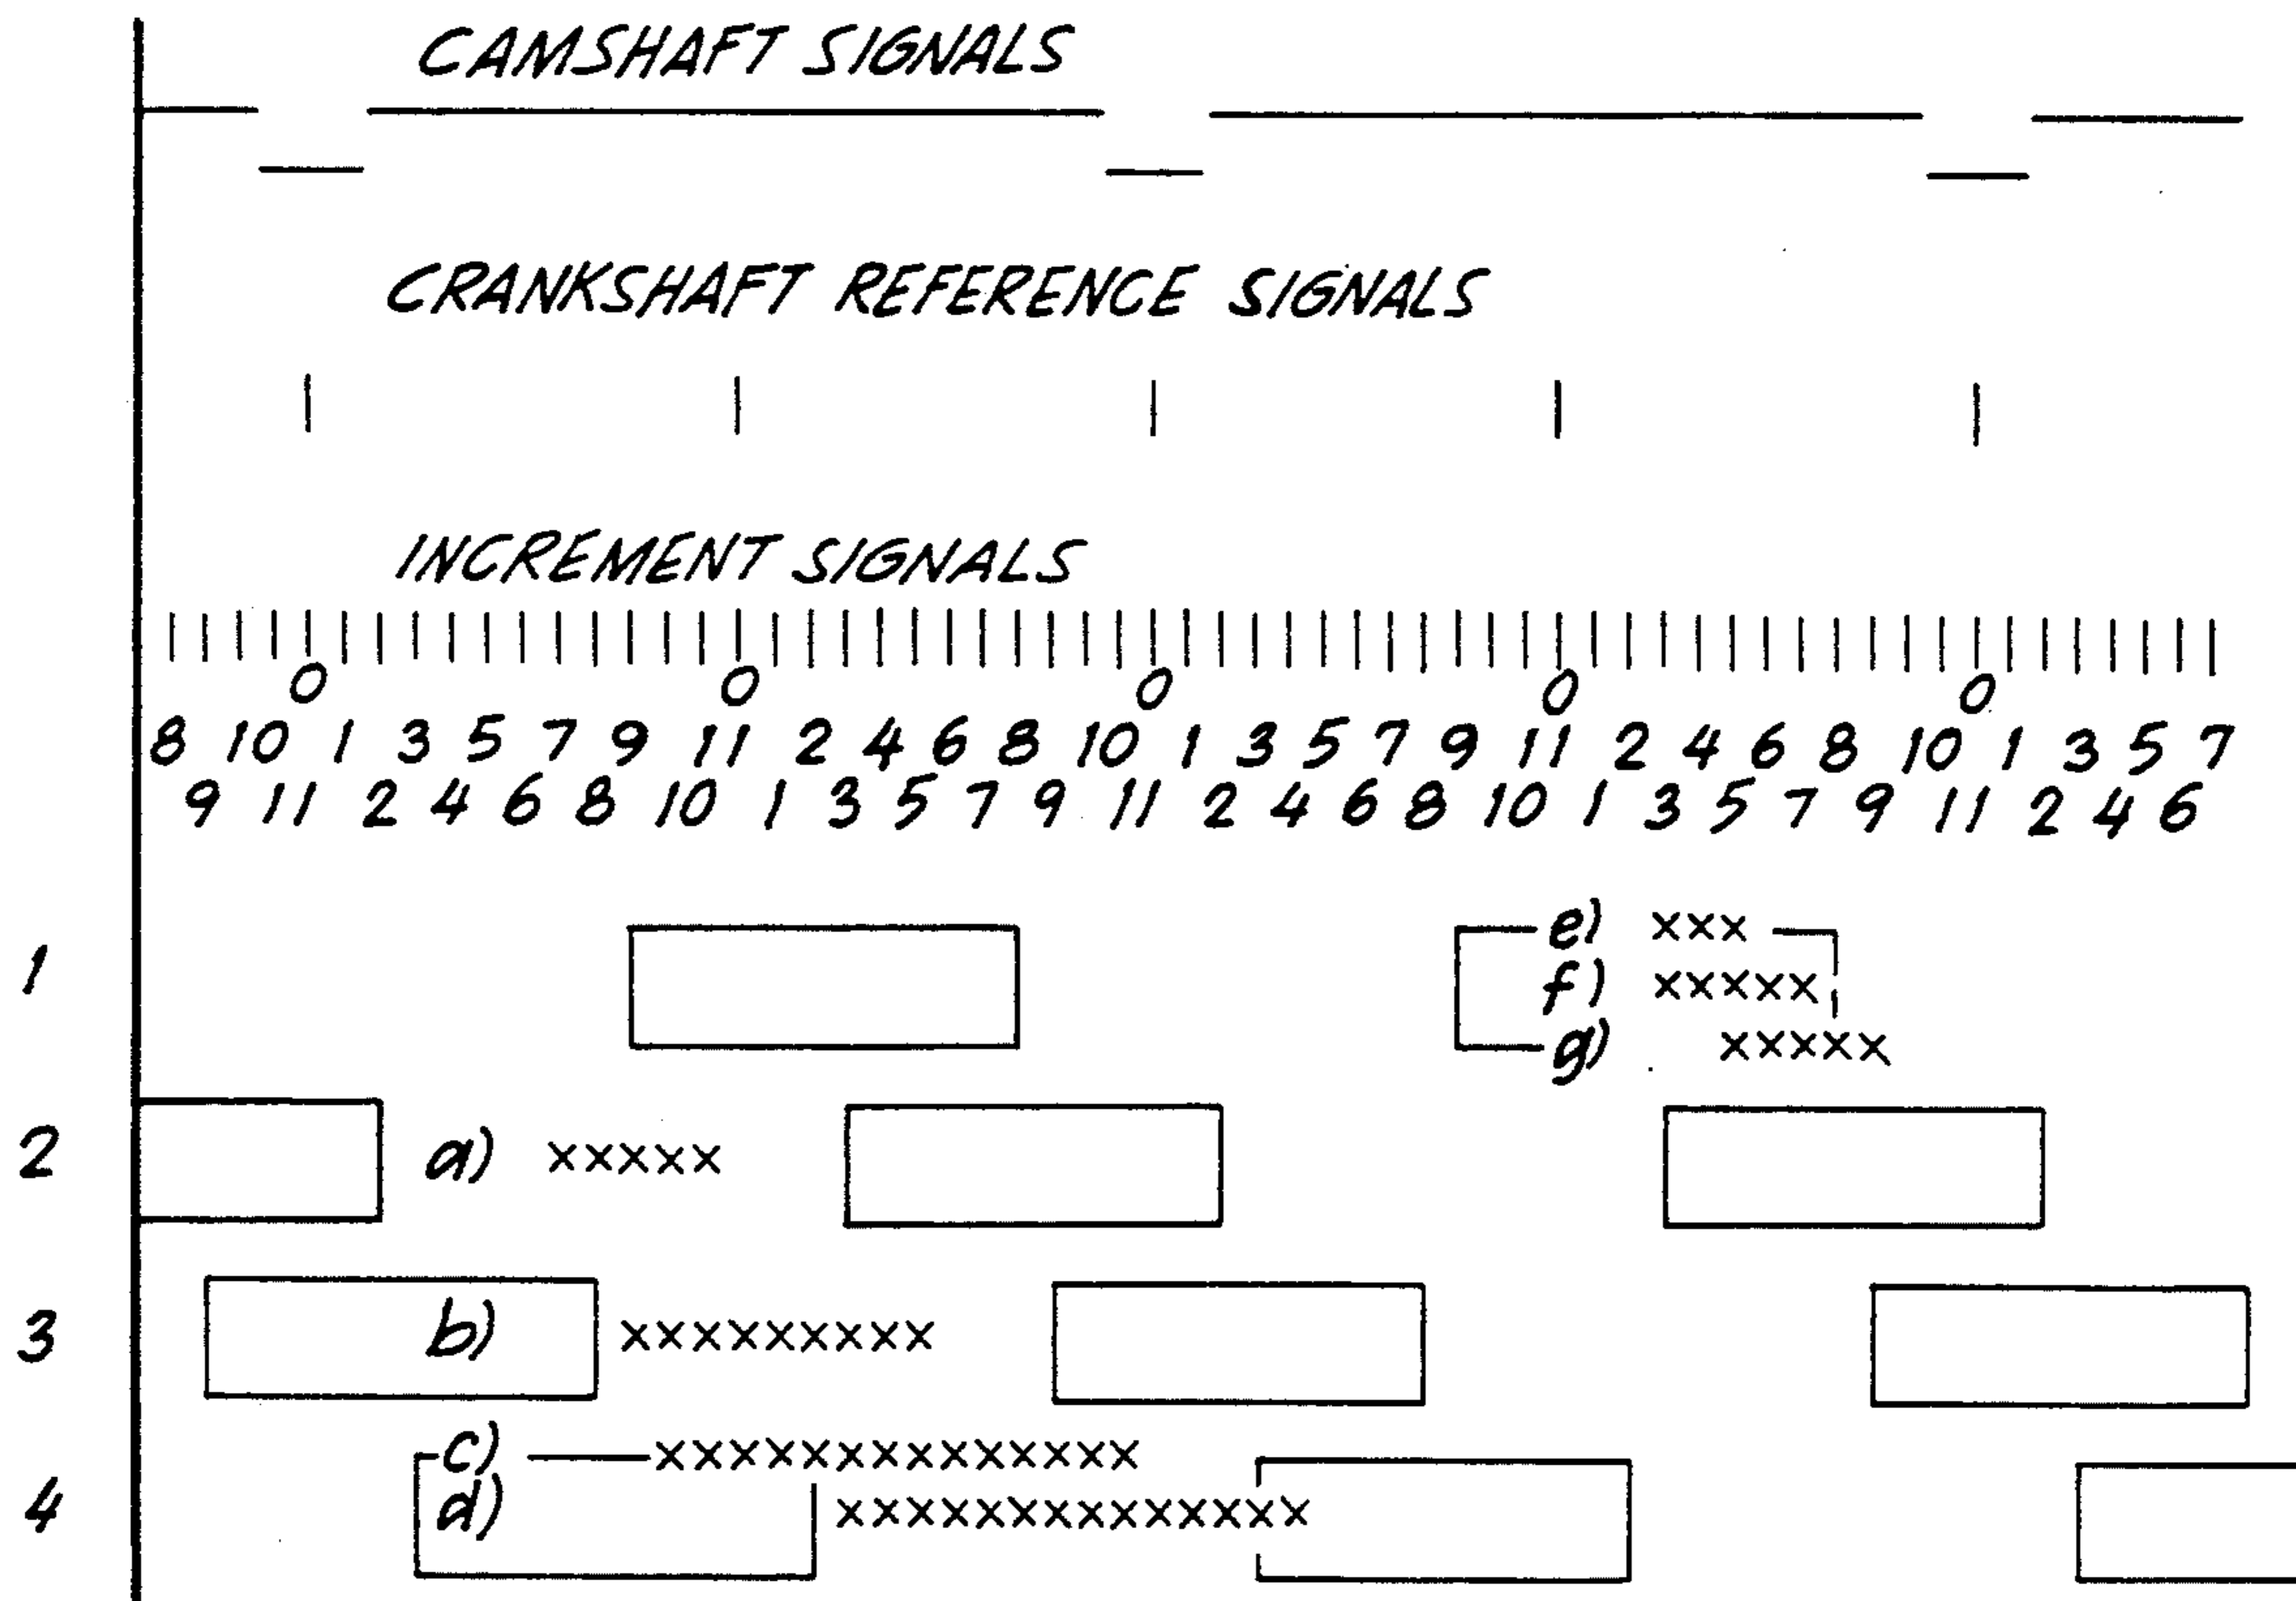 CAMSHAFT SIGNALS
CRANKSHAFT REFERENCE SIGNALS
INCREMENT SIGNALS
0 0 0 0 0
8 10 1 3 5 7 9 11 2 4 6 8 10 1 3 5 7 9 11 2 4 6 8 10 1 3 5 7
9 11 2 4 6 8 10 1 3 5 7 9 11 2 4 6 8 10 1 3 5 7 9 11 2 4 6
e) xxx
1 f) xxxxx
g) xxxxx
2 a) xxxxx
3 b) xxxxxxxxx
c) xxxxxxxxxxxxxx
4 d) xxxxxxxxxxxxxx